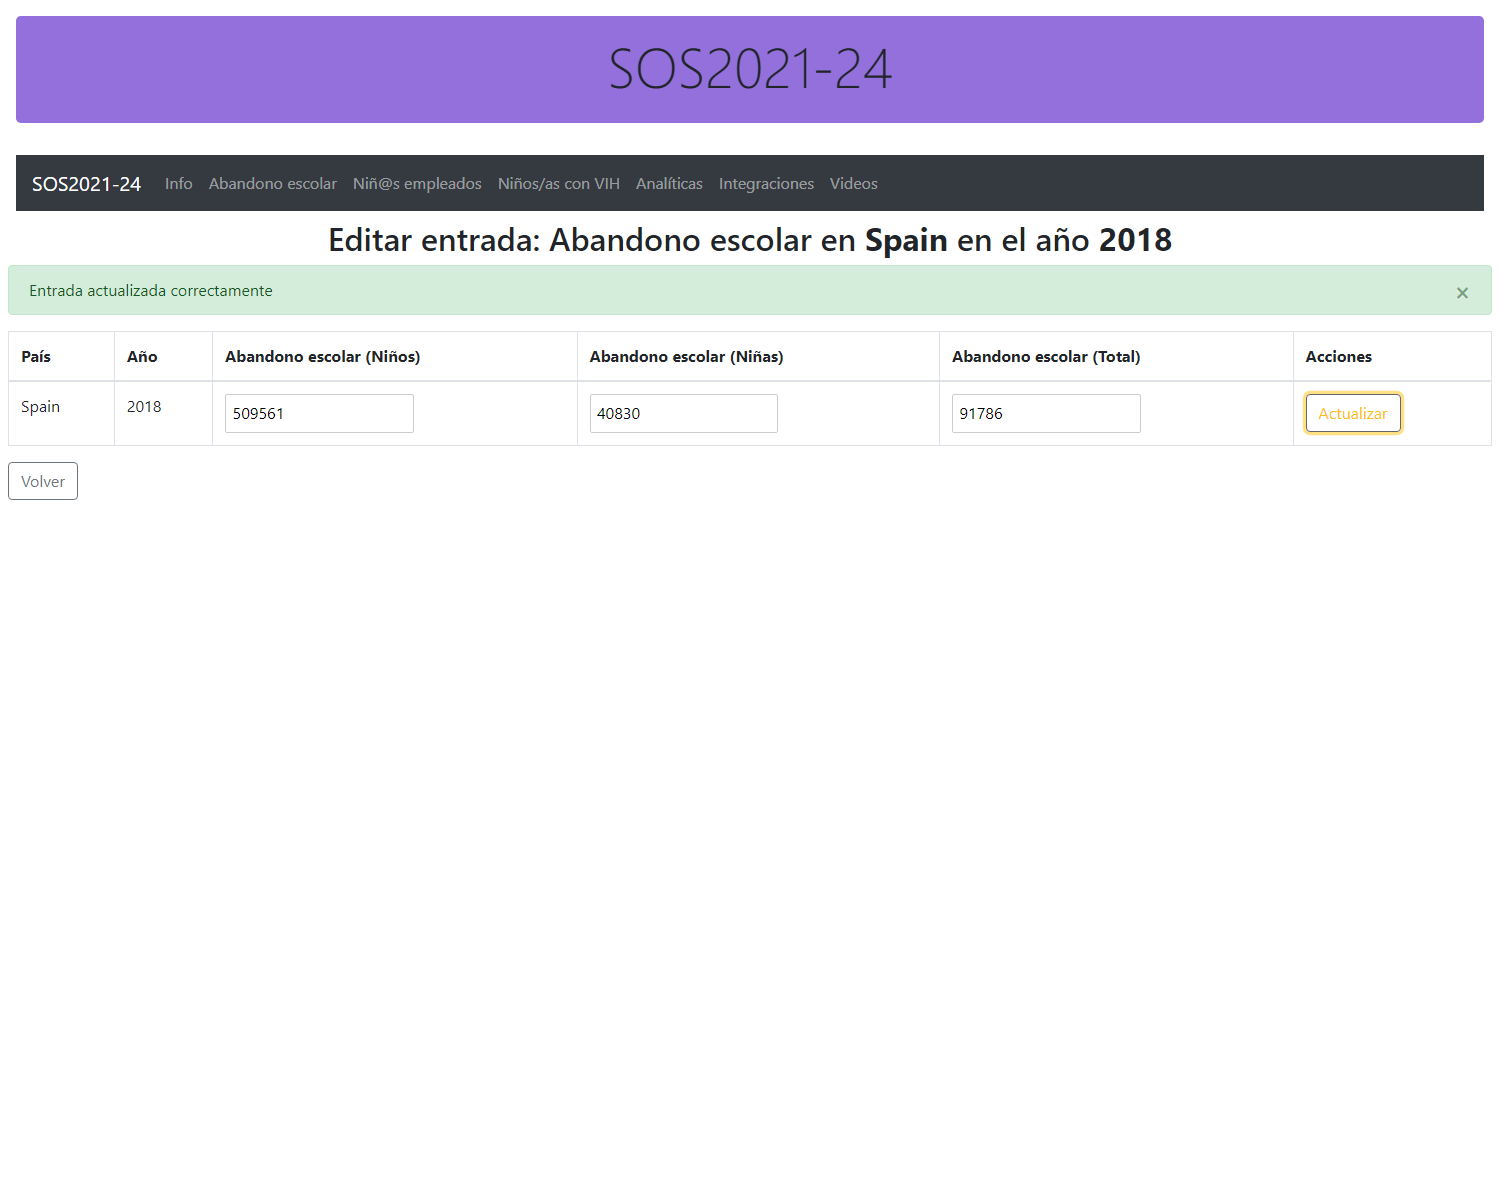 SOS2021-24
SOS2021-24 Info Abandono escolar Niñ@s empleados Niños/as con VIH Analíticas Integraciones Videos
Editar entrada: Abandono escolar en Spain en el año 2018
Entrada actualizada correctamente ×
País Año Abandono escolar (Niños) Abandono escolar (Niñas) Abandono escolar (Total) Acciones
Spain 2018 509561 40830 91786 Actualizar
Volver